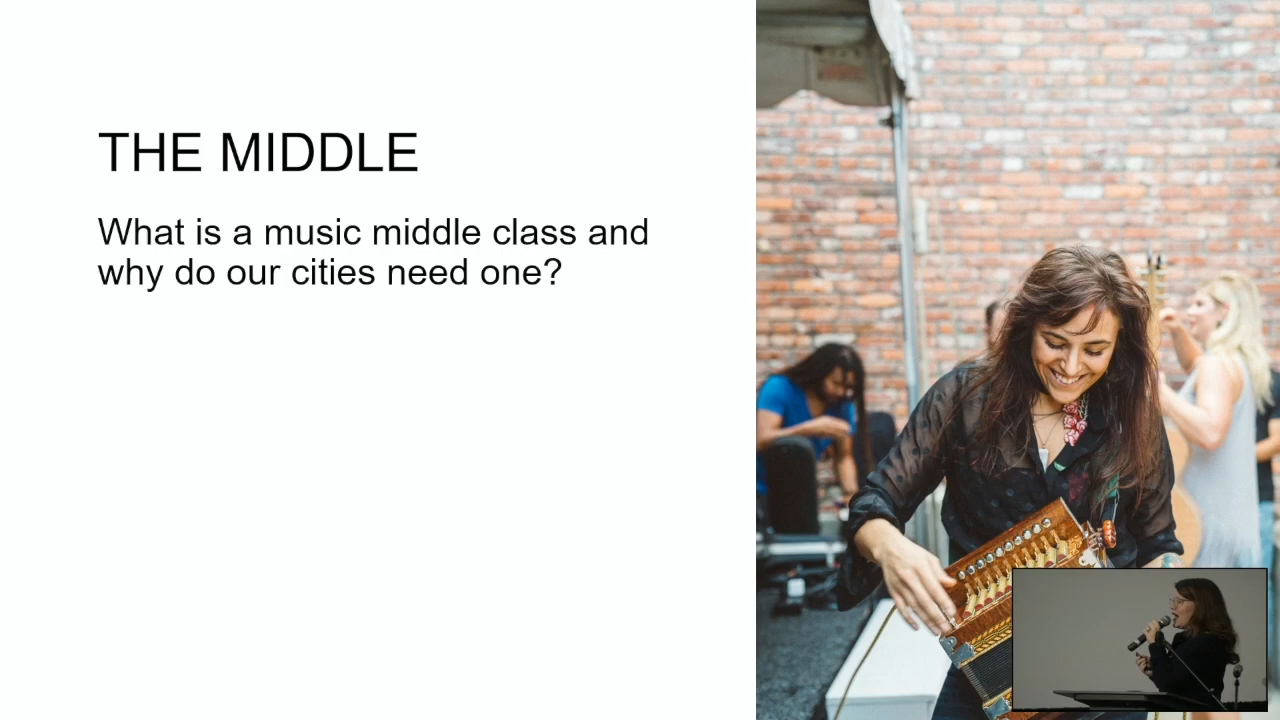 THE MIDDLE
What is a music middle class and
why do our cities need one?